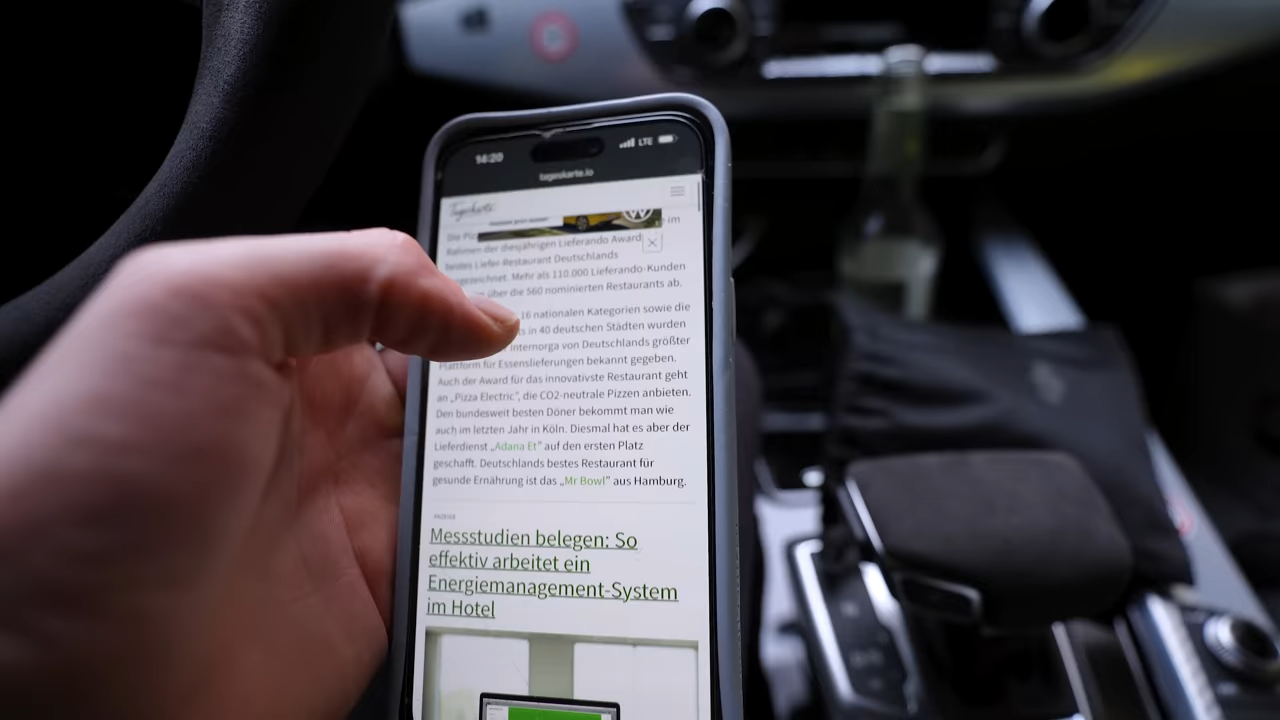 14:20
LTE
tageskarte.io
Tageskarte
Die im
Rahmen der diesjährigen Lieferando Award
bestes Liefer-Restaurant Deutschlands
Mehr als 110.000 Lieferando-Kunden
über die 560 nominierten Restaurants ab.
16 nationalen Kategorien sowie die
in 40 deutschen Städten wurden
Internorga von Deutschlands größter
Plattform für Essenslieferungen bekannt gegeben.
Auch der Award für das innovativste Restaurant geht
an „Pizza Electric", die CO2-neutrale Pizzen anbieten.
Den bundesweit besten Döner bekommt man wie
auch im letzten Jahr in Köln. Diesmal hat es aber der
Lieferdienst „Adana Et" auf den ersten Platz
geschafft. Deutschlands bestes Restaurant für
gesunde Ernährung ist das „Mr Bowl" aus Hamburg.
ANZEIGE
Messstudien belegen: So
effektiv arbeitet ein
Energiemanagement-System
im Hotel